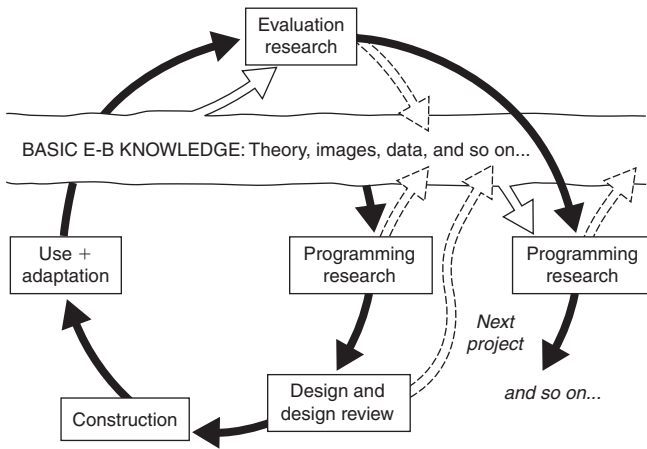 Evaluation
research
BASIC E-B KNOWLEDGE: Theory, images, data, and so on...
Use +
adaptation
Programming
research
Programming
research
Next
project
Design and
design review
and so on...
Construction